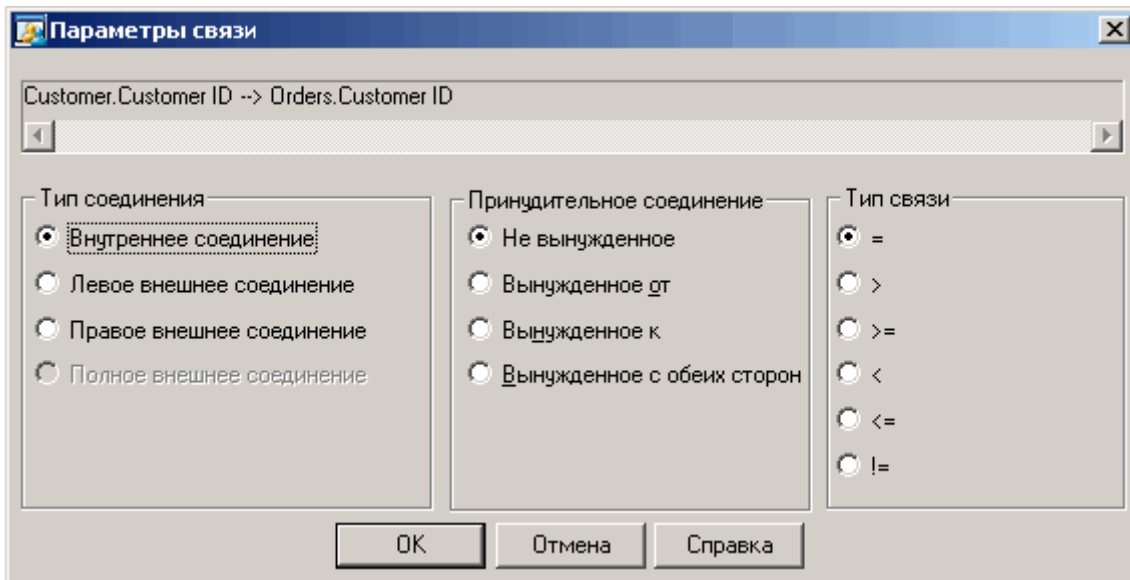 Параметры связи
Customer.Customer ID --> Orders.Customer ID
Тип соединения
Внутреннее соединение
Левое внешнее соединение
Правое внешнее соединение
Полное внешнее соединение
Принудительное соединение
Не вынужденное
Вынужденное от
Вынужденное к
Вынужденное с обеих сторон
Тип связи
=
>
>=
<
<=
!=
OK
Отмена
Справка